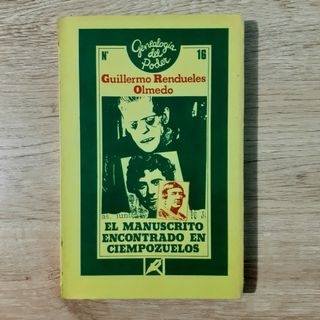 Genealogía
del
Poder
Nº 16
Guillermo Rendueles
Olmedo
EL MANUSCRITO
ENCONTRADO EN
CIEMPOZUELOS